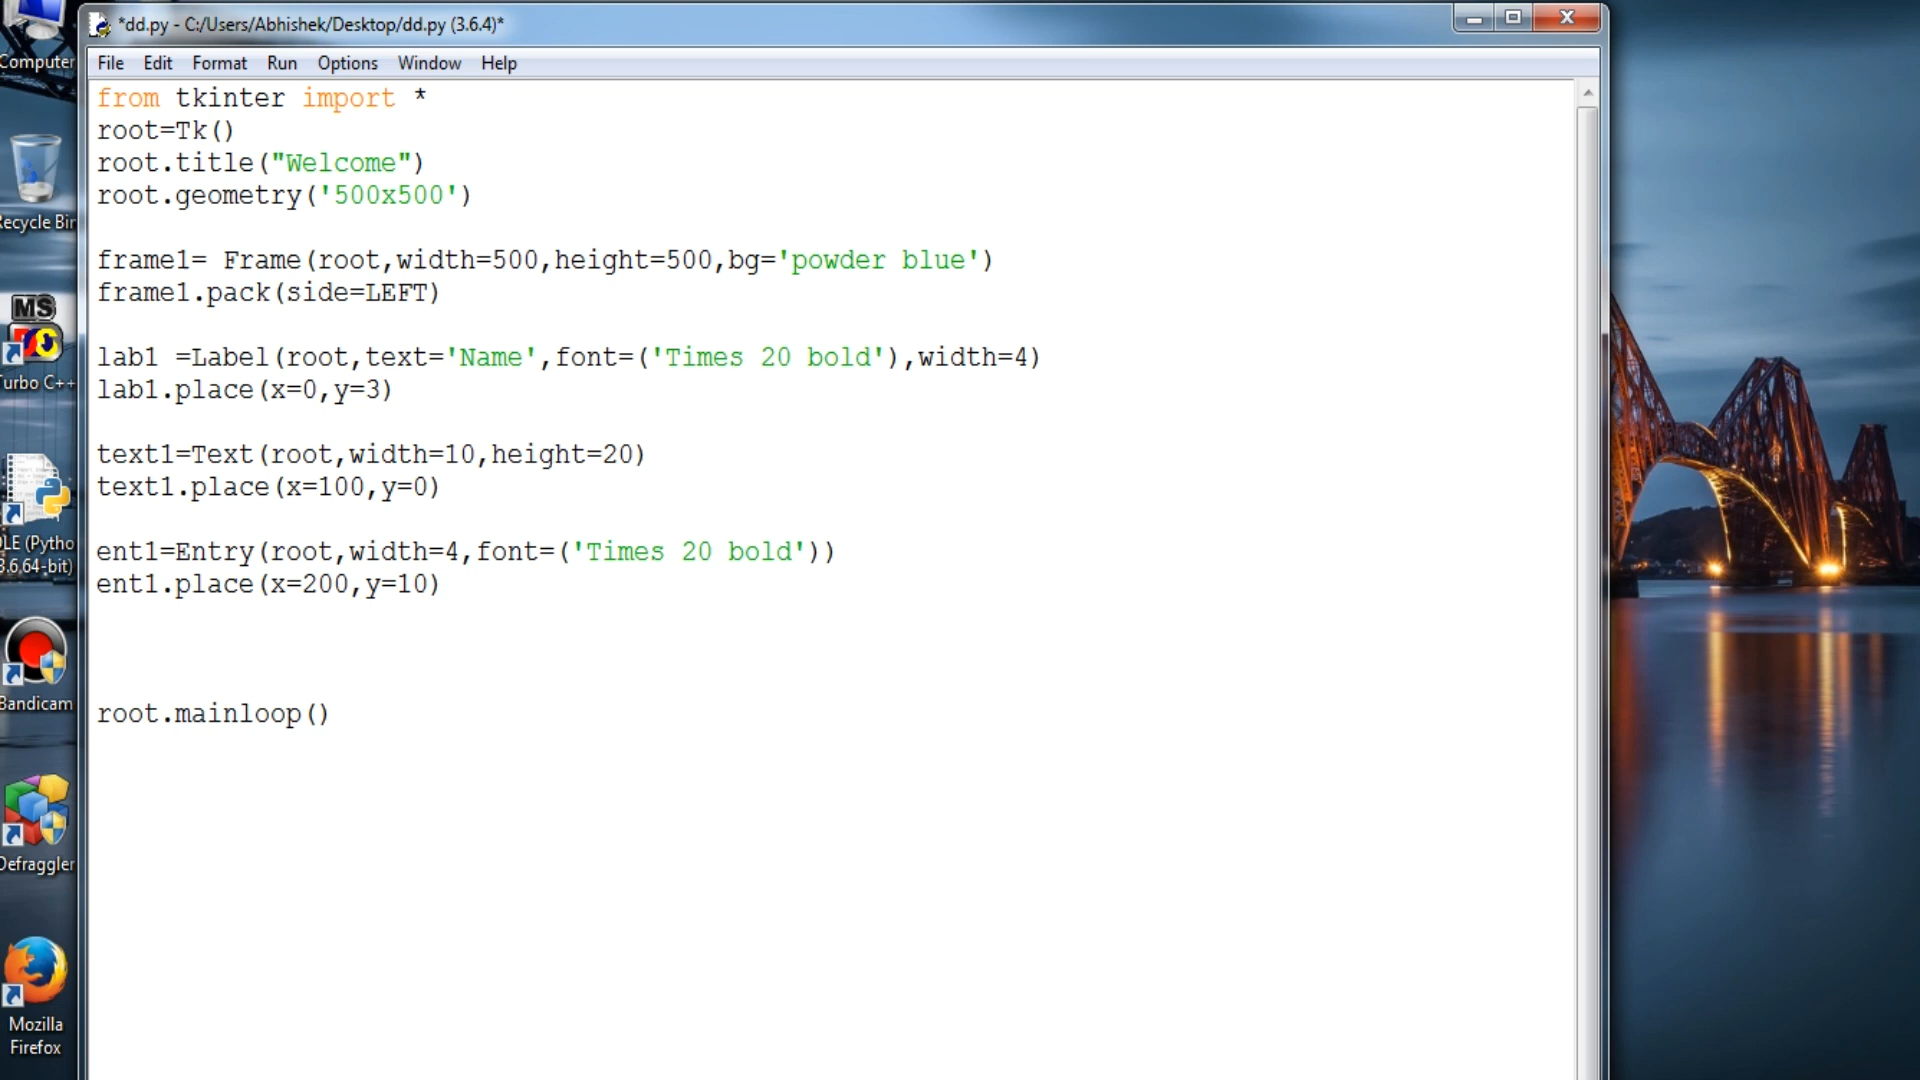 *dd.py - C:/Users/Abhishek/Desktop/dd.py (3.6.4)*
File Edit Format Run Options Window Help
from tkinter import *
root=Tk()
root.title("Welcome")
root.geometry('500x500')
frame1= Frame(root,width=500,height=500,bg='powder blue')
frame1.pack(side=LEFT)
lab1 =Label(root,text='Name',font=('Times 20 bold'),width=4)
lab1.place(x=0,y=3)
text1=Text(root,width=10,height=20)
text1.place(x=100,y=0)
ent1=Entry(root,width=4,font=('Times 20 bold'))
ent1.place(x=200,y=10)
root.mainloop()
Computer
Recycle Bin
MS
Turbo C++
DLE (Pytho
3.6 64-bit)
Bandicam
Defraggler
Mozilla
Firefox